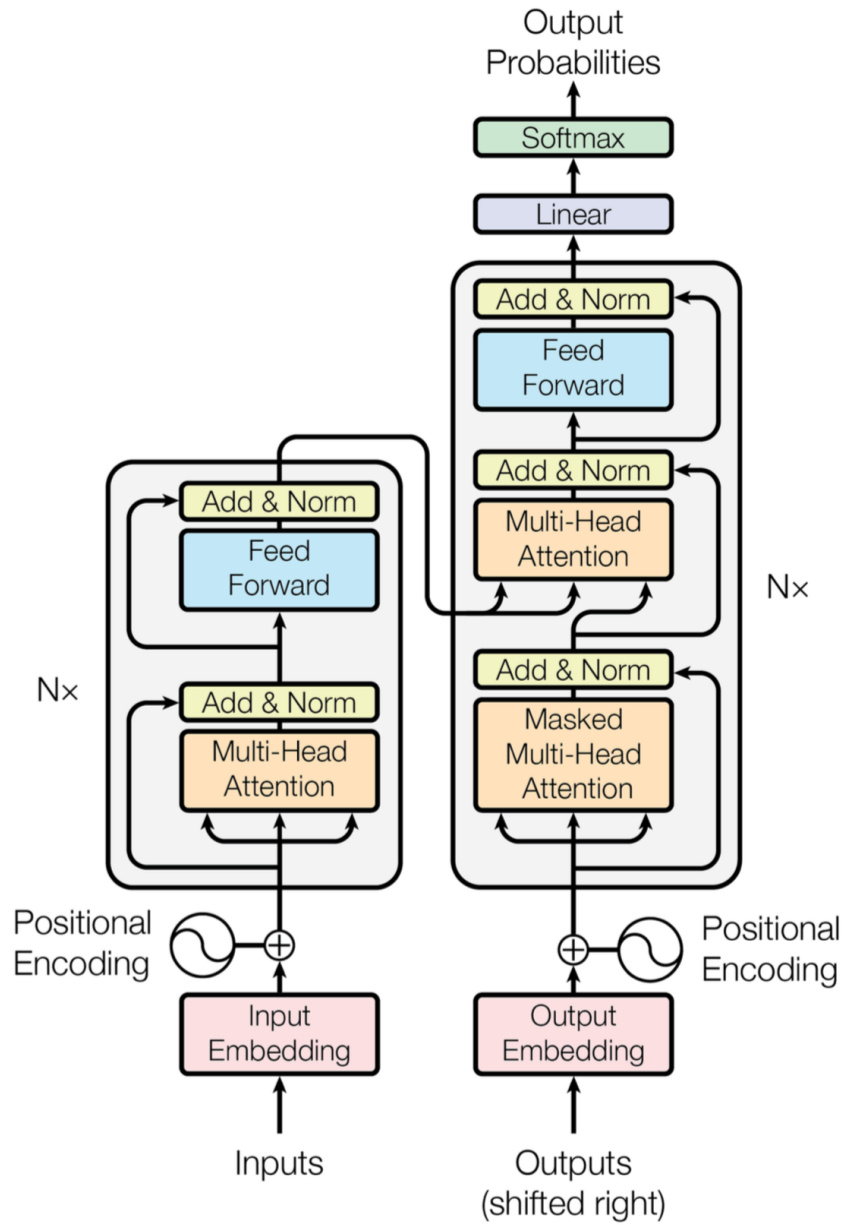 Output
Probabilities
Softmax
Linear
Add & Norm
Feed
Forward
Add & Norm
Multi-Head
Attention
Add & Norm
Masked
Multi-Head
Attention
Nx
Add & Norm
Feed
Forward
Add & Norm
Multi-Head
Attention
N×
Positional
Encoding
Positional
Encoding
Input
Embedding
Output
Embedding
Inputs
Outputs
(shifted right)